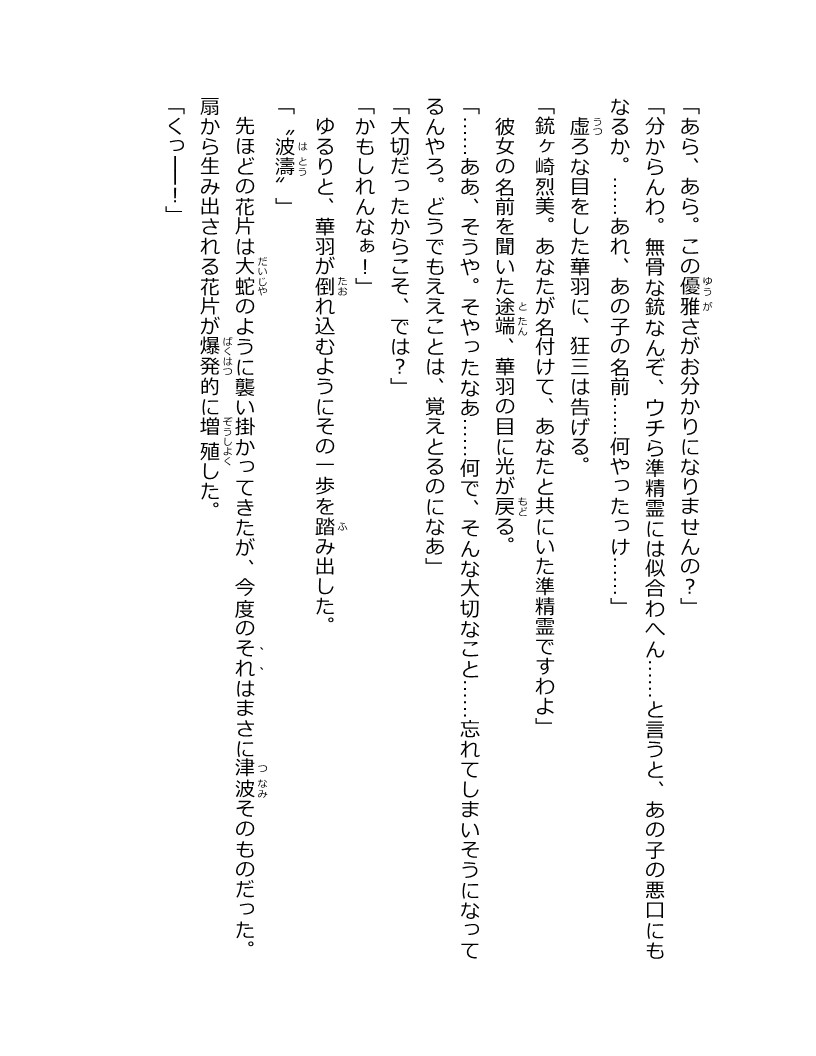 「あら、あら。この優雅さがお分かりになりませんの？」
「分からんわ。無骨な銃なんぞ、ウチら準精霊には似合わへん……と言うと、あの子の悪口にも
なるか。……あれ、あの子の名前……何やったっけ……」
虚ろな目をした華羽に、狂三は告げる。
「銃ヶ崎烈美。あなたが名付けて、あなたと共にいた準精霊ですわよ」
彼女の名前を聞いた途端、華羽の目に光が戻る。
「……ああ、そうや。そやったなあ……何で、そんな大切なこと……忘れてしまいそうになって
るんやろ。どうでもええことは、覚えとるのになあ」
「大切だったからこそ、では？」
「かもしれんなぁ！」
ゆるりと、華羽が倒れ込むようにその一歩を踏み出した。
「〝波濤〟」
先ほどの花片は大蛇のように襲い掛かってきたが、今度のそれはまさに津波そのものだった。
扇から生み出される花片が爆発的に増殖した。
「くっ――！」